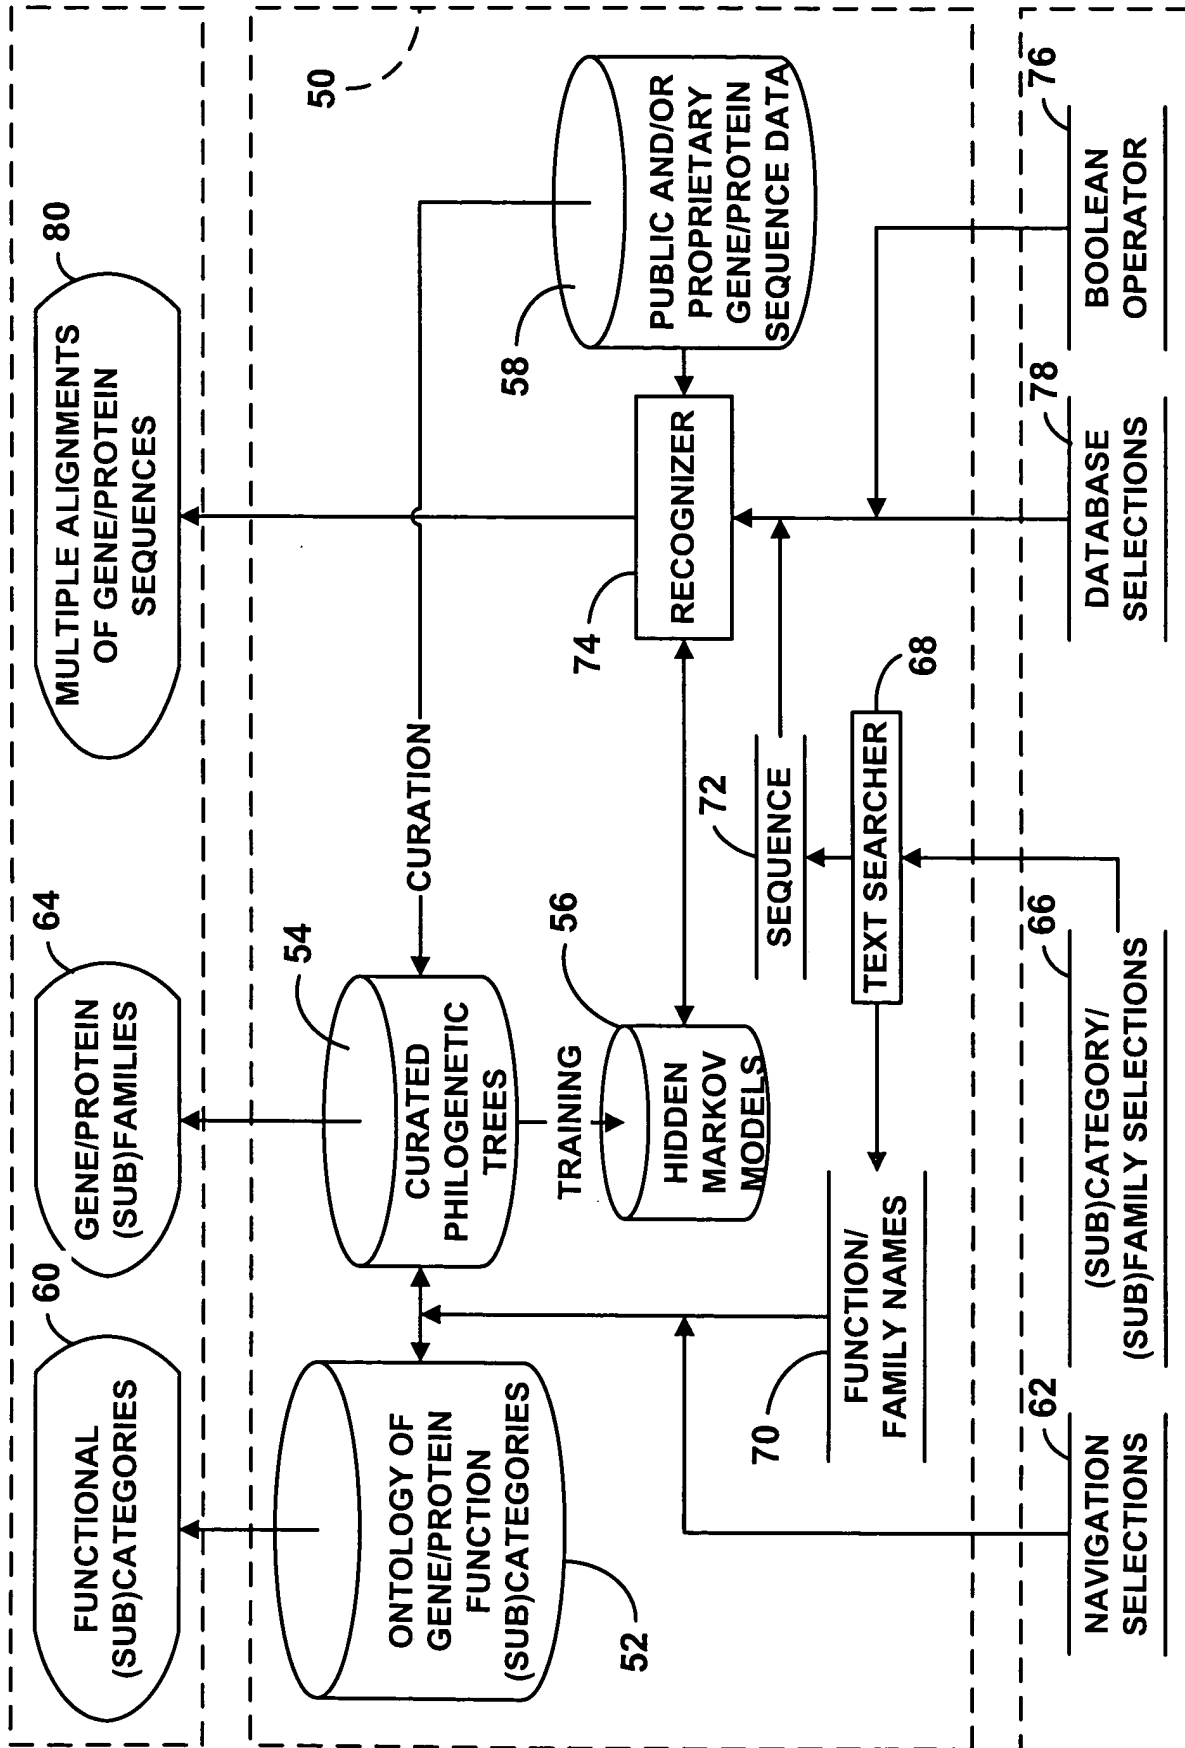 FUNCTIONAL
(SUB)CATEGORIES
60
GENE/PROTEIN
(SUB)FAMILIES
64
MULTIPLE ALIGNMENTS
OF GENE/PROTEIN
SEQUENCES
80
50
ONTOLOGY OF
GENE/PROTEIN
FUNCTION
(SUB)CATEGORIES
52
CURATED
PHILOGENETIC
TREES
54
CURATION
TRAINING
HIDDEN
MARKOV
MODELS
56
RECOGNIZER
74
PUBLIC AND/OR
PROPRIETARY
GENE/PROTEIN
SEQUENCE DATA
58
SEQUENCE
72
TEXT SEARCHER
68
FUNCTION/
FAMILY NAMES
70
NAVIGATION
SELECTIONS
62
(SUB)CATEGORY/
(SUB)FAMILY SELECTIONS
66
DATABASE
SELECTIONS
78
BOOLEAN
OPERATOR
76